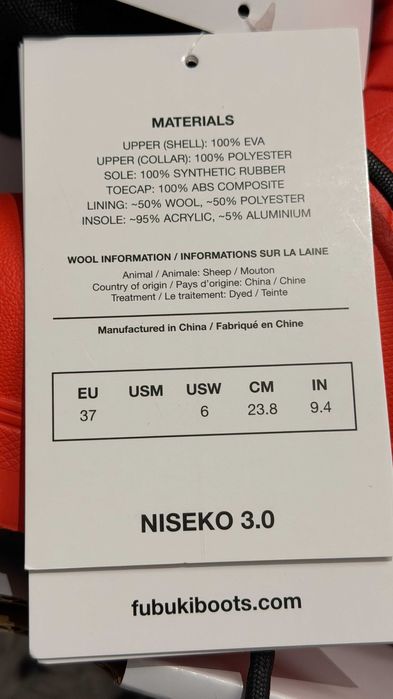 MATERIALS
UPPER (SHELL): 100% EVA
UPPER (COLLAR): 100% POLYESTER
SOLE: 100% SYNTHETIC RUBBER
TOECAP: 100% ABS COMPOSITE
LINING: ~50% WOOL, ~50% POLYESTER
INSOLE: ~95% ACRYLIC, ~5% ALUMINIUM
WOOL INFORMATION / INFORMATIONS SUR LA LAINE
Animal / Animale: Sheep / Mouton
Country of origin / Pays d'origine: China / Chine
Treatment / Le traitement: Dyed / Teinte
Manufactured in China / Fabriqué en Chine
EU USM USW CM IN
37 6 23.8 9.4
NISEKO 3.0
fubukiboots.com